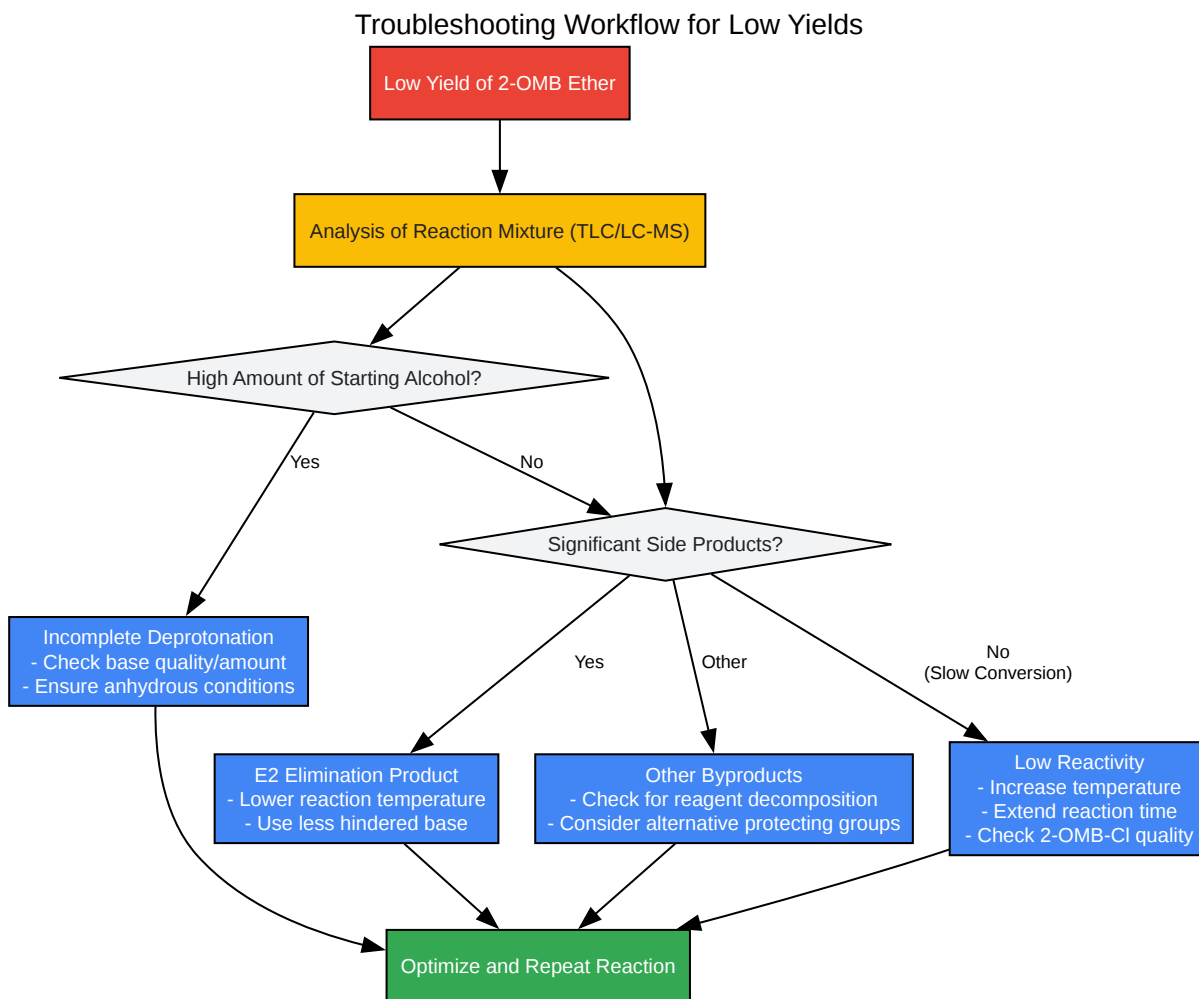 Troubleshooting Workflow for Low Yields
Low Yield of 2-OMB Ether
Analysis of Reaction Mixture (TLC/LC-MS)
High Amount of Starting Alcohol?
Yes
No
Significant Side Products?
Incomplete Deprotonation
- Check base quality/amount
- Ensure anhydrous conditions
Yes
Other
No
(Slow Conversion)
E2 Elimination Product
- Lower reaction temperature
- Use less hindered base
Other Byproducts
- Check for reagent decomposition
- Consider alternative protecting groups
Low Reactivity
- Increase temperature
- Extend reaction time
- Check 2-OMB-Cl quality
Optimize and Repeat Reaction